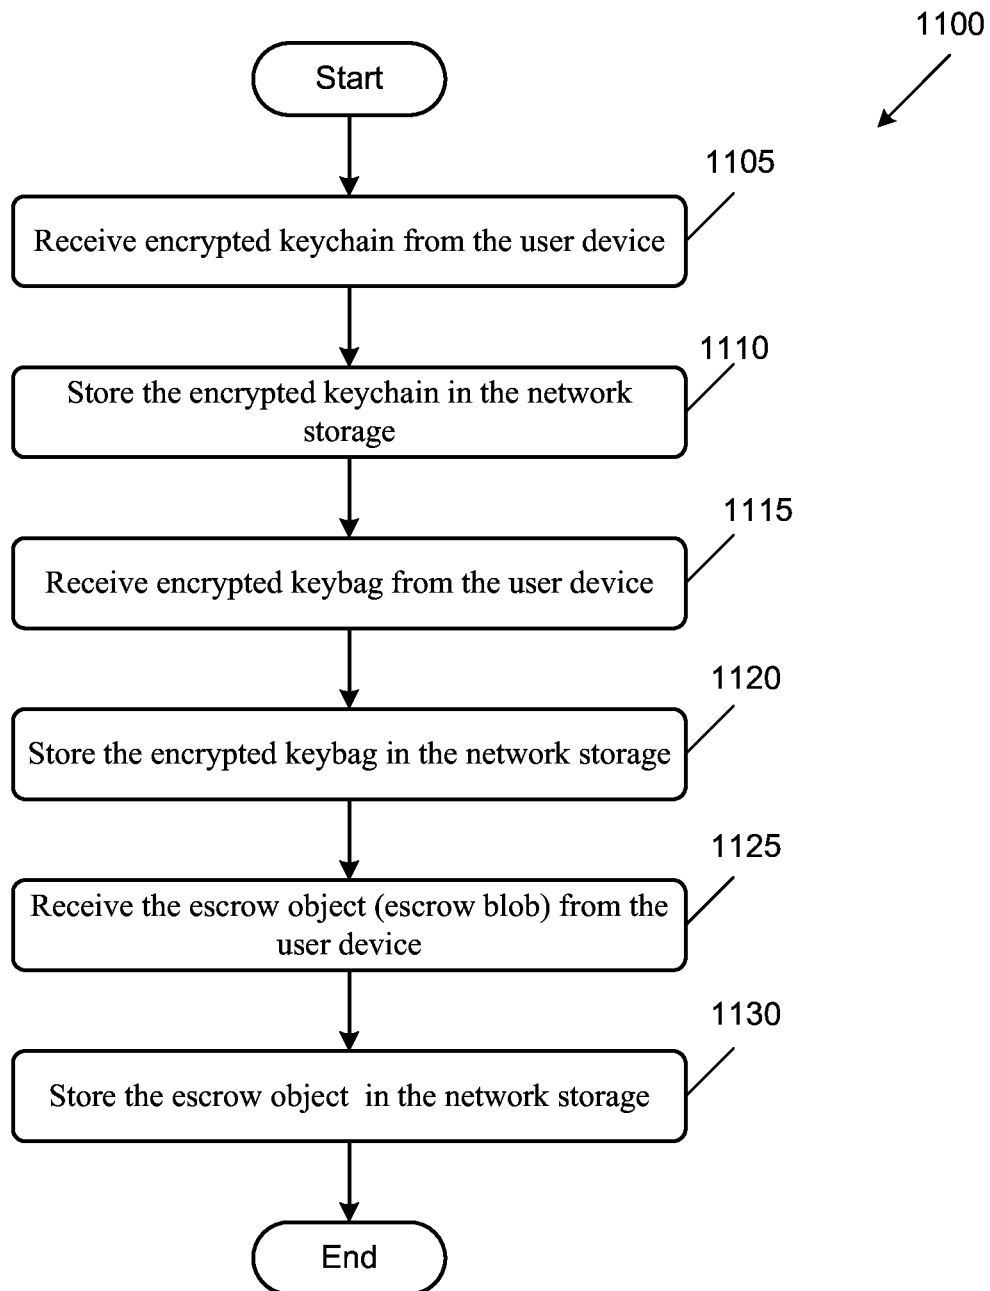 1100
Start
1105
Receive encrypted keychain from the user device
1110
Store the encrypted keychain in the network
storage
1115
Receive encrypted keybag from the user device
1120
Store the encrypted keybag in the network storage
1125
Receive the escrow object (escrow blob) from the
user device
1130
Store the escrow object  in the network storage
End